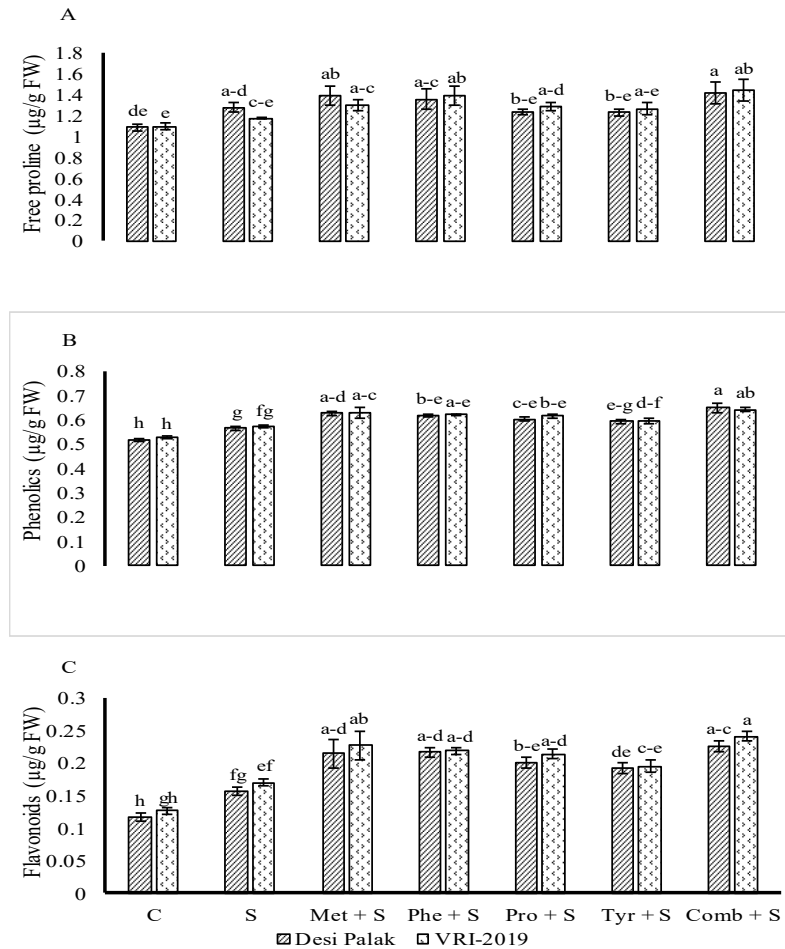 A
Free proline (µg/g FW)
1.8
1.6
1.4
1.2
1
0.8
0.6
0.4
0.2
0
de e a-d c-e ab a-c a-c ab b-e a-d b-e a-e a ab
B
Phenolics (µg/g FW)
0.8
0.7
0.6
0.5
0.4
0.3
0.2
0.1
0
h h g fg a-d a-c b-e a-e c-e b-e e-g d-f a ab
C
Flavonoids (µg/g FW)
0.3
0.25
0.2
0.15
0.1
0.05
0
h gh fg ef a-d ab a-d a-d b-e a-d de c-e a-c a
C S Met + S Phe + S Pro + S Tyr + S Comb + S
Desi Palak VRI-2019